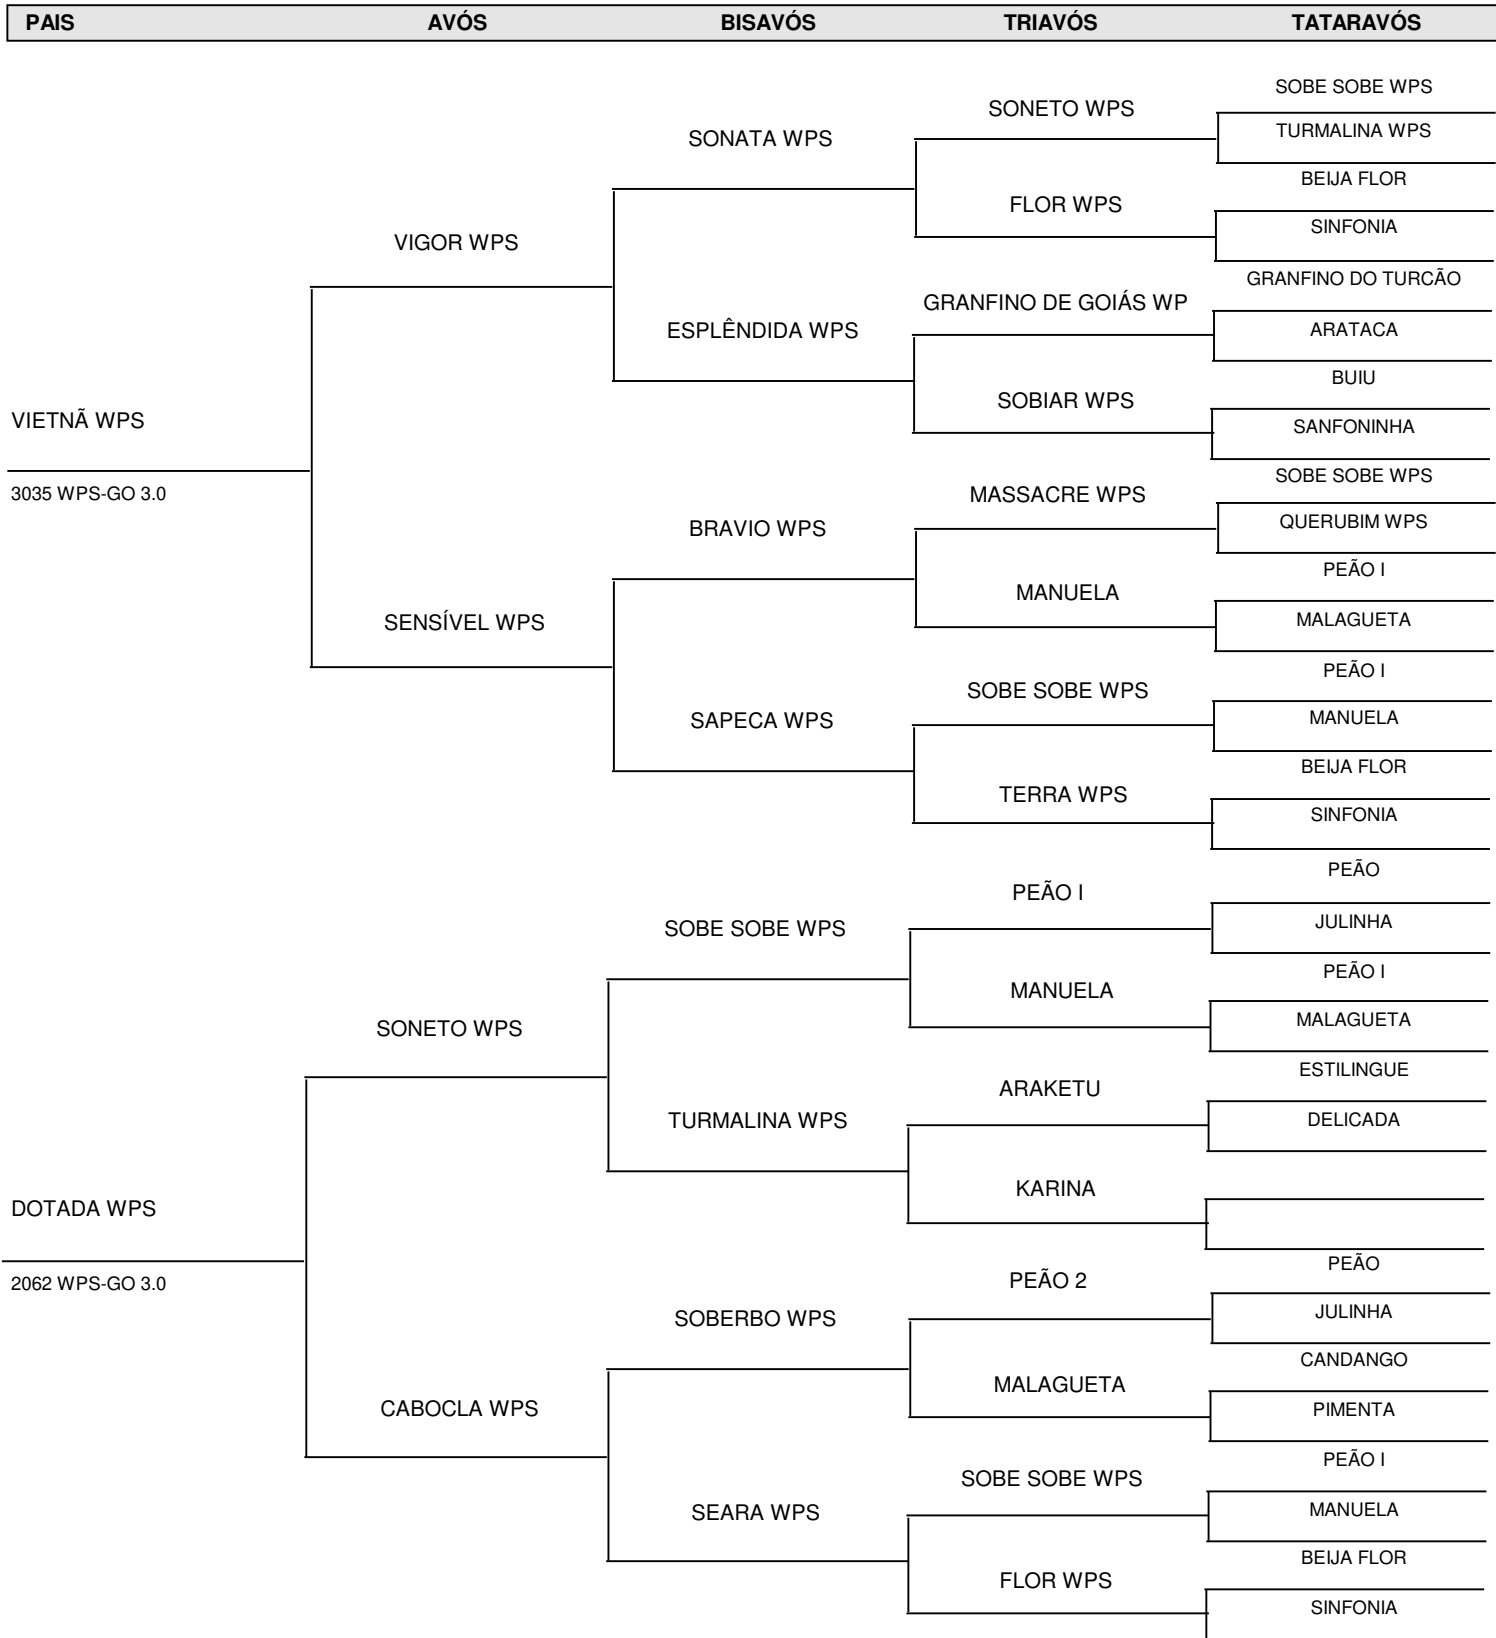 PAIS AVÓS BISAVÓS TRIAVÓS TATARAVÓS
SOBE SOBE WPS
SONETO WPS
TURMALINA WPS
SONATA WPS
BEIJA FLOR
FLOR WPS
SINFONIA
VIGOR WPS
GRANFINO DO TURCÃO
GRANFINO DE GOIÁS WP
ESPLÊNDIDA WPS
ARATACA
BUIU
SOBIAR WPS
VIETNÃ WPS
SANFONINHA
SOBE SOBE WPS
3035 WPS-GO 3.0
MASSACRE WPS
QUERUBIM WPS
BRAVIO WPS
PEÃO I
MANUELA
MALAGUETA
SENSÍVEL WPS
PEÃO I
SOBE SOBE WPS
MANUELA
SAPECA WPS
BEIJA FLOR
TERRA WPS
SINFONIA
PEÃO
PEÃO I
JULINHA
SOBE SOBE WPS
PEÃO I
MANUELA
MALAGUETA
SONETO WPS
ESTILINGUE
ARAKETU
DELICADA
TURMALINA WPS
KARINA
DOTADA WPS
PEÃO
2062 WPS-GO 3.0
PEÃO 2
JULINHA
SOBERBO WPS
CANDANGO
MALAGUETA
CABOCLA WPS
PIMENTA
PEÃO I
SOBE SOBE WPS
MANUELA
SEARA WPS
BEIJA FLOR
FLOR WPS
SINFONIA